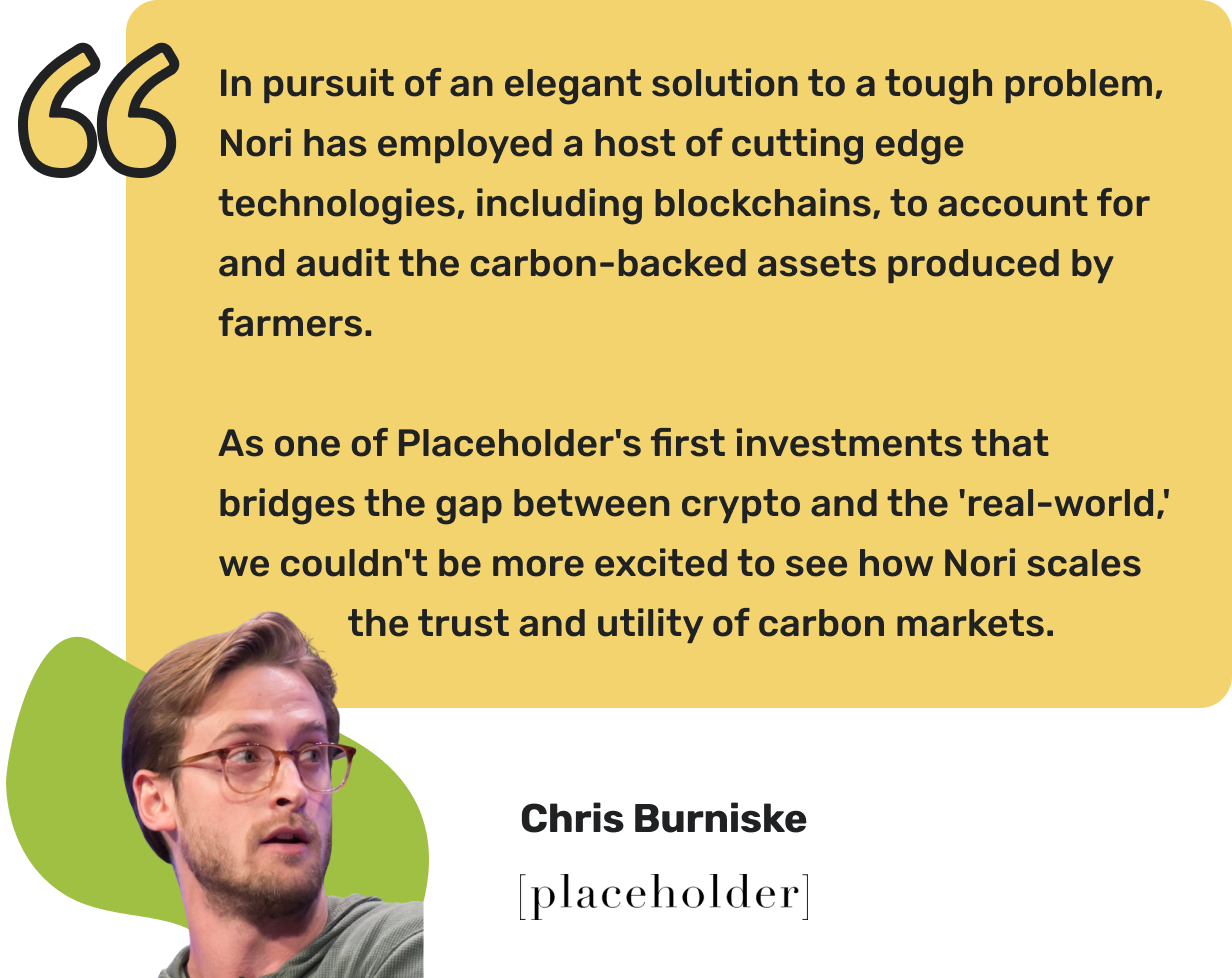 In pursuit of an elegant solution to a tough problem,
Nori has employed a host of cutting edge
technologies, including blockchains, to account for
and audit the carbon-backed assets produced by
farmers.
As one of Placeholder's first investments that
bridges the gap between crypto and the 'real-world,'
we couldn't be more excited to see how Nori scales
the trust and utility of carbon markets.
Chris Burniske
[placeholder]